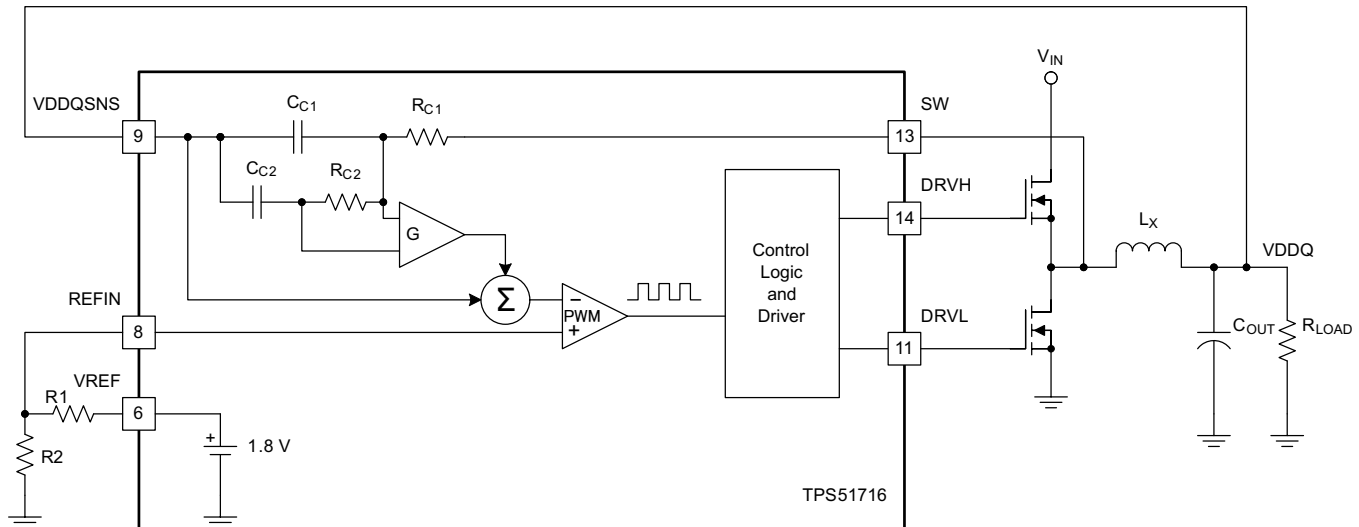 VIN
VDDQSNS
CC1
RC1
SW
9
13
CC2
RC2
DRVH
G
14
Control
Logic
and
Driver
LX
VDDQ
REFIN
Σ
–
PWM
+
DRVL
8
11
COUT
RLOAD
VREF
R1
6
R2
+
1.8 V
TPS51716